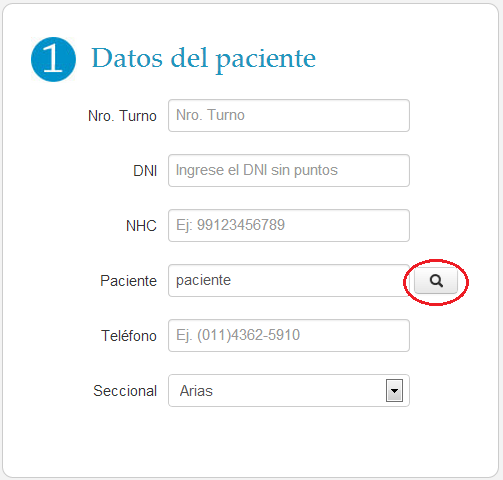 1 Datos del paciente
Nro. Turno Nro. Turno
DNI Ingrese el DNI sin puntos
NHC Ej: 99123456789
Paciente paciente
Teléfono Ej. (011)4362-5910
Seccional Arias